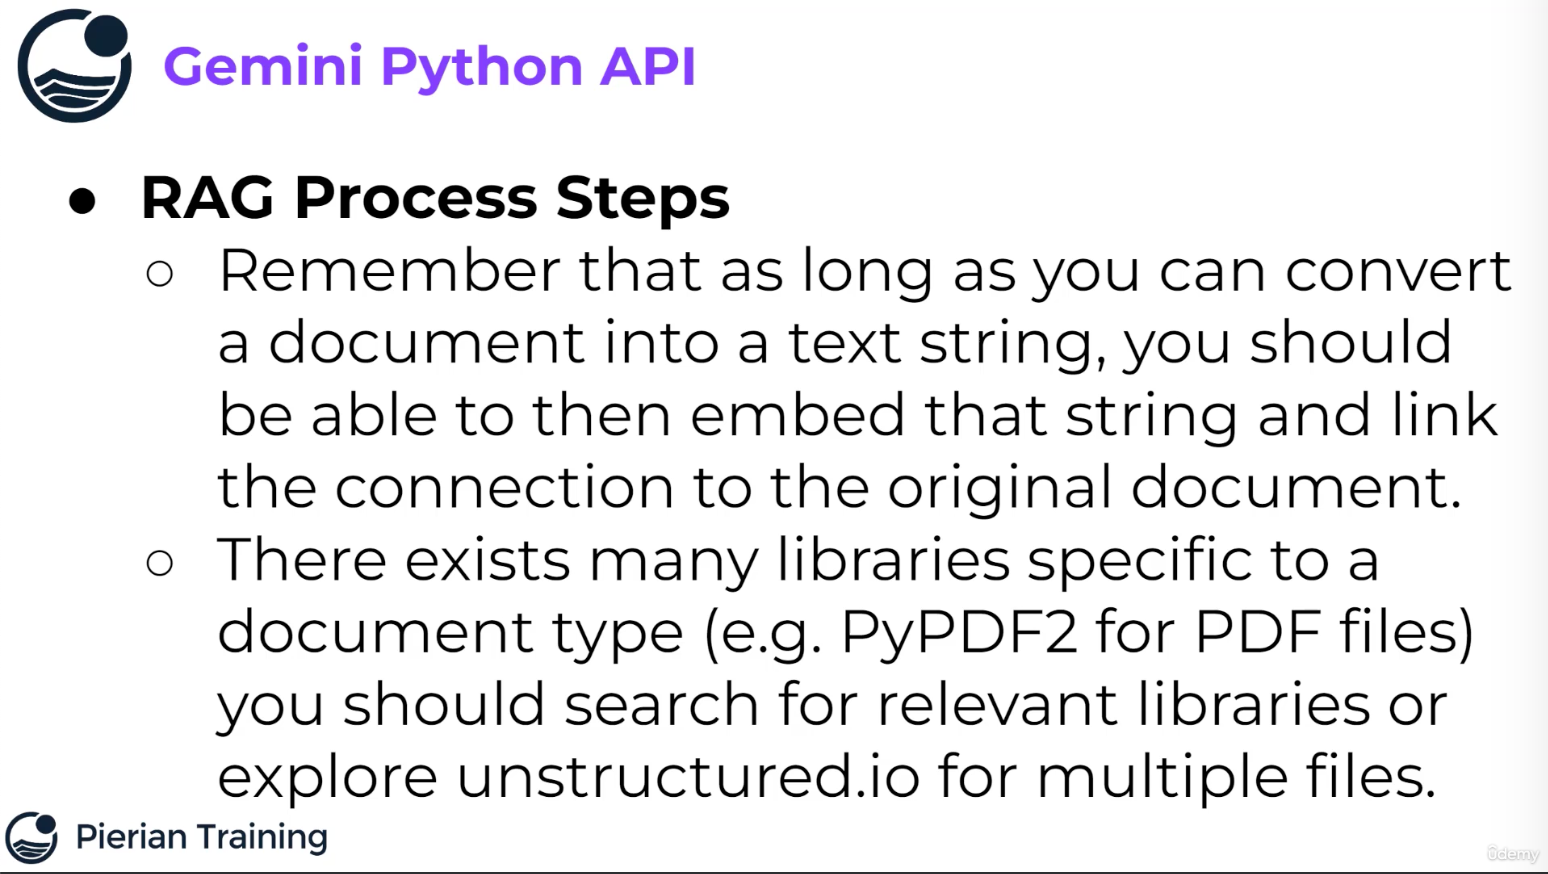 Gemini Python API
● RAG Process Steps
○ Remember that as long as you can convert
a document into a text string, you should
be able to then embed that string and link
the connection to the original document.
○ There exists many libraries specific to a
document type (e.g. PyPDF2 for PDF files)
you should search for relevant libraries or
explore unstructured.io for multiple files.
Pierian Training
ûdemy